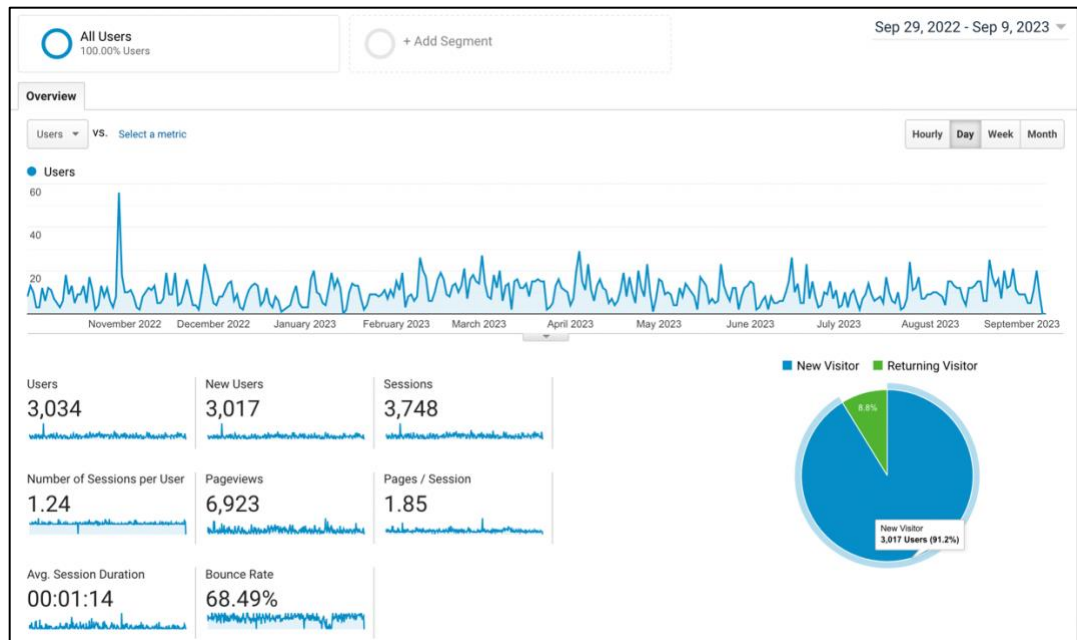 All Users
100.00% Users
+ Add Segment
Sep 29, 2022 - Sep 9, 2023
Overview
Users VS. Select a metric
Hourly Day Week Month
Users
60
40
20
November 2022 December 2022 January 2023 February 2023 March 2023 April 2023 May 2023 June 2023 July 2023 August 2023 September 2023
New Visitor Returning Visitor
Users New Users Sessions
3,034 3,017 3,748
8.8%
Number of Sessions per User Pageviews Pages / Session
1.24 6,923 1.85
New Visitor
3,017 Users (91.2%)
Avg. Session Duration Bounce Rate
00:01:14 68.49%